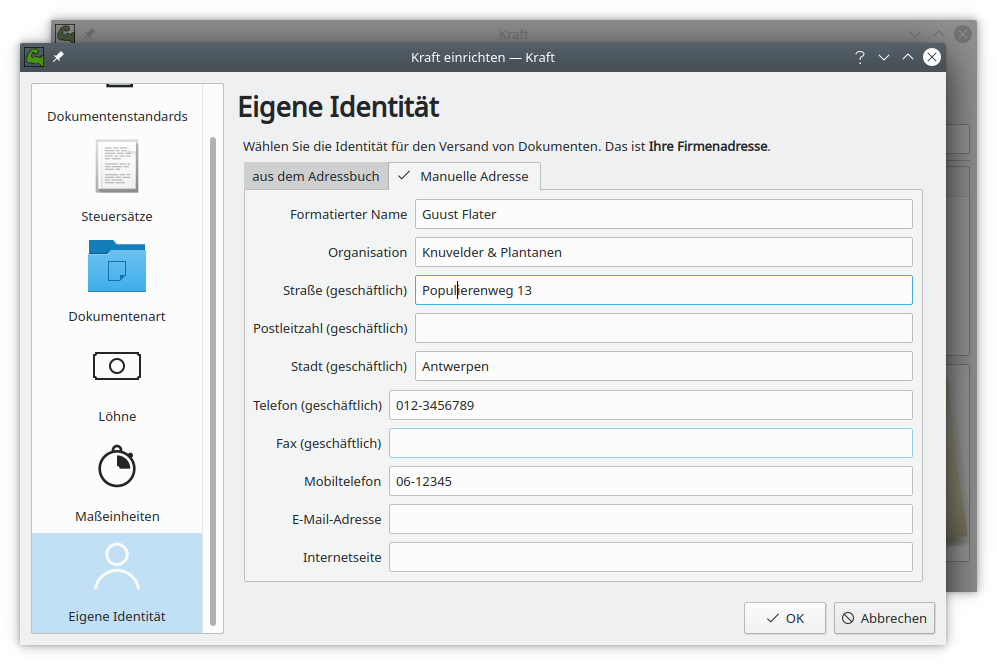 Kraft
Kraft einrichten — Kraft
Dokumentenstandards
Steuersätze
Dokumentenart
Löhne
Maßeinheiten
Eigene Identität
Eigene Identität
Wählen Sie die Identität für den Versand von Dokumenten. Das ist Ihre Firmenadresse.
aus dem Adressbuch Manuelle Adresse
Formatierter Name Guust Flater
Organisation Knuvelder & Plantanen
Straße (geschäftlich) Populierenweg 13
Postleitzahl (geschäftlich)
Stadt (geschäftlich) Antwerpen
Telefon (geschäftlich) 012-3456789
Fax (geschäftlich)
Mobiltelefon 06-12345
E-Mail-Adresse
Internetseite
OK Abbrechen